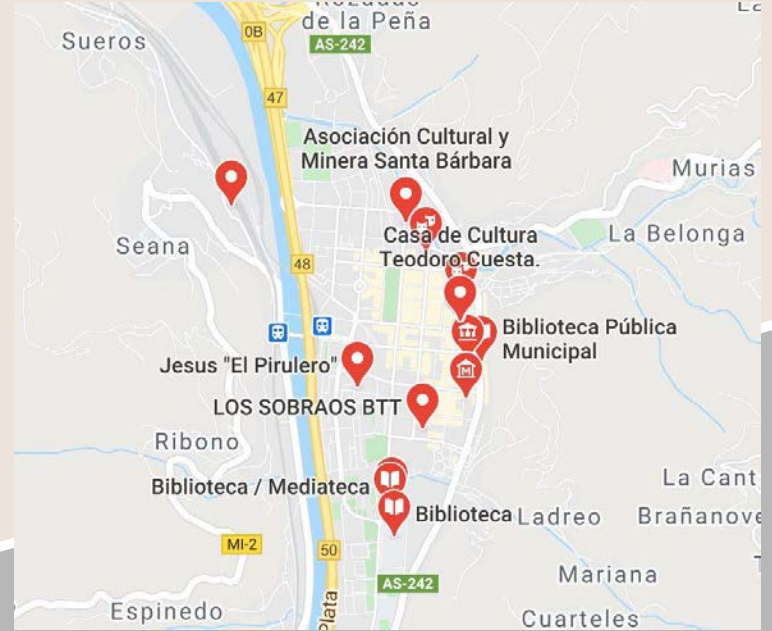 Rozadas
de la Peña
Sueros
0B
AS-242
47
Asociación Cultural y
Minera Santa Bárbara
Murias
Seana
Casa de Cultura
Teodoro Cuesta.
La Belonga
48
Biblioteca Pública
Municipal
Jesus "El Pirulero"
LOS SOBRAOS BTT
Ribono
Biblioteca / Mediateca
La Cant
Biblioteca
Ladreo
Brañanove
MI-2
50
AS-242
Mariana
Plata
Espinedo
Cuarteles